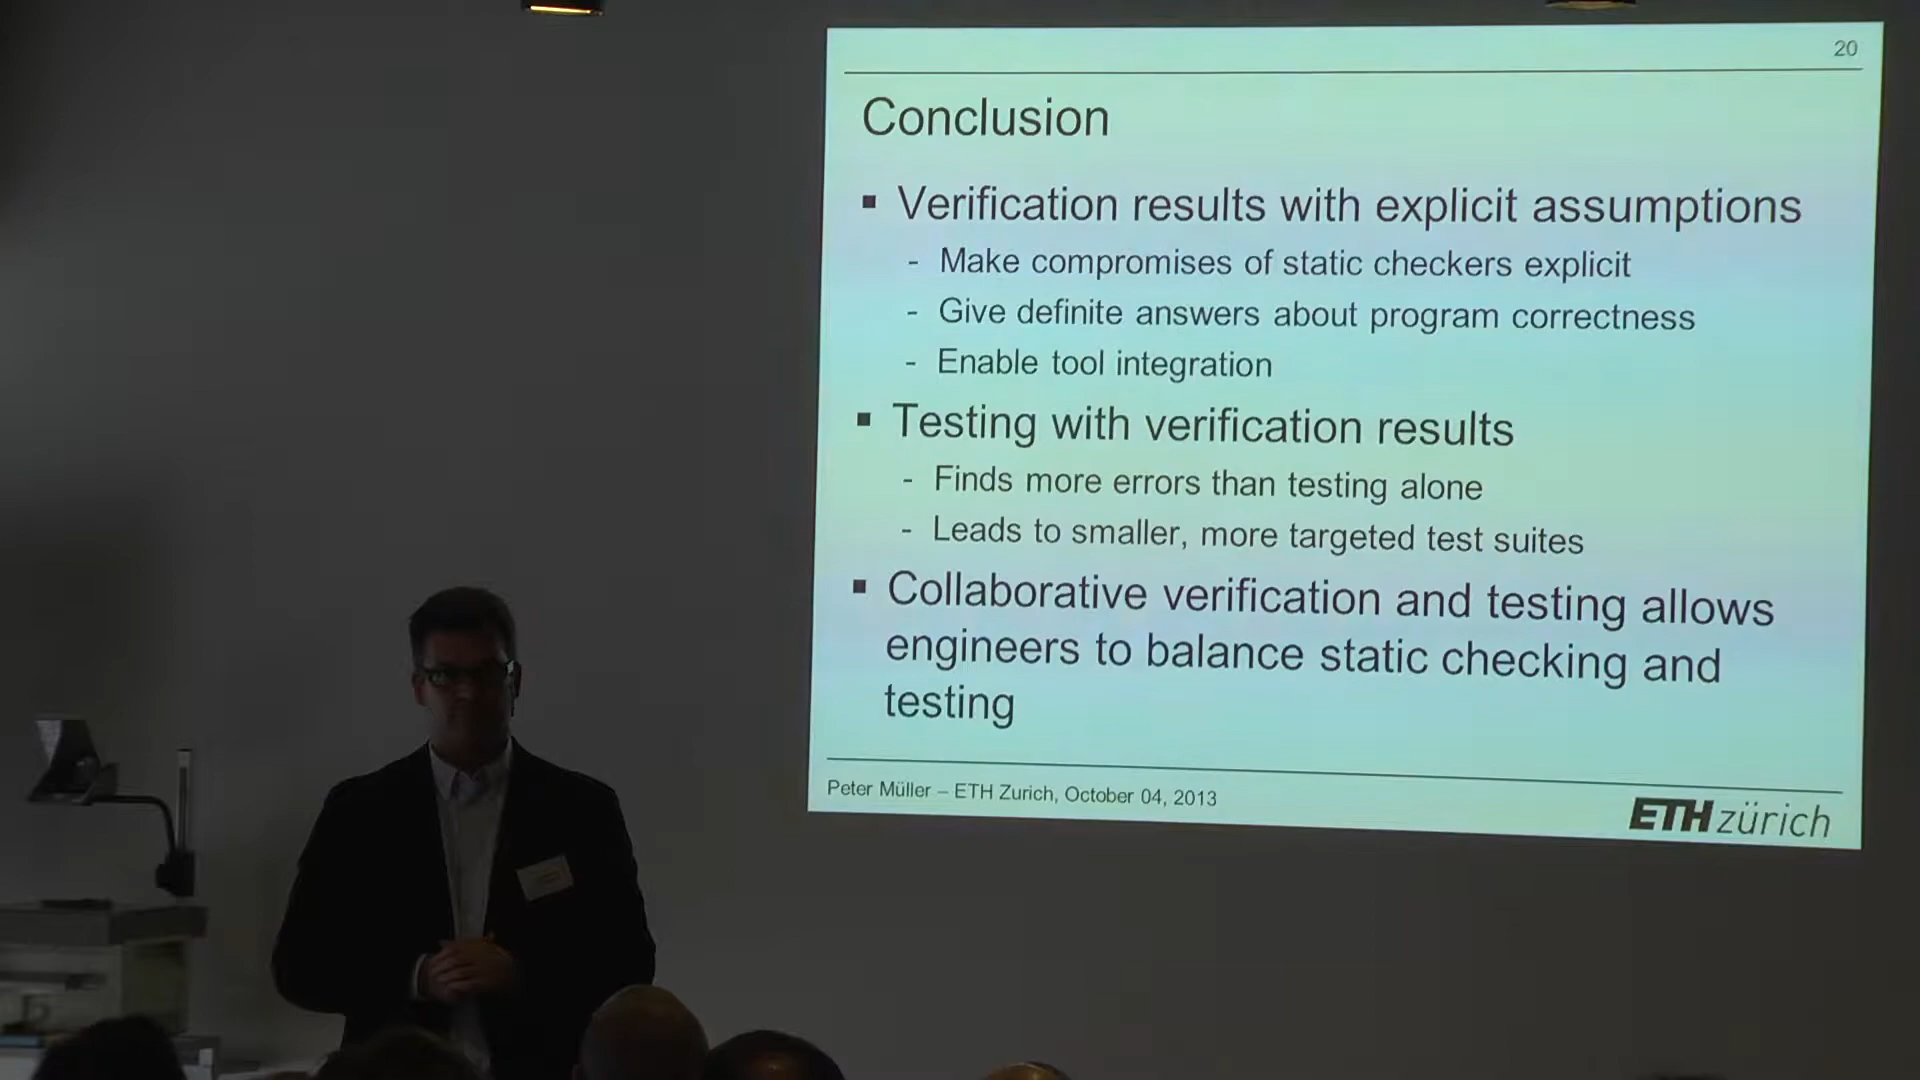 20
Conclusion
▪ Verification results with explicit assumptions
- Make compromises of static checkers explicit
- Give definite answers about program correctness
- Enable tool integration
▪ Testing with verification results
- Finds more errors than testing alone
- Leads to smaller, more targeted test suites
▪ Collaborative verification and testing allows
engineers to balance static checking and
testing
Peter Müller – ETH Zurich, October 04, 2013
ETH zürich